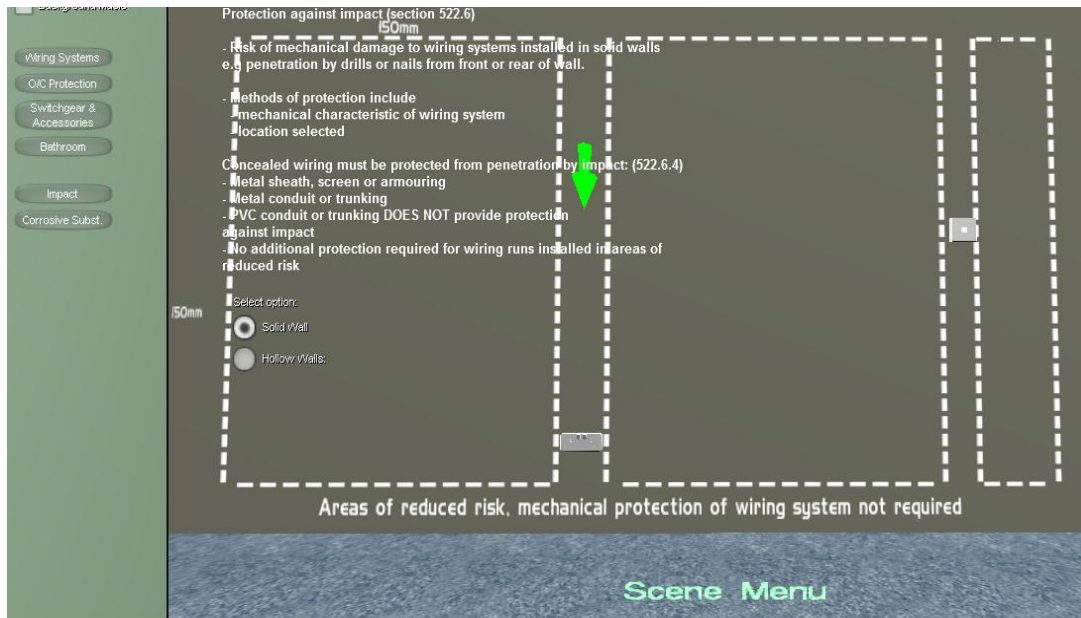 Background Music
Wiring Systems
O/C Protection
Switchgear &
Accessories
Bathroom
Impact
Corrosive Subst.
Protection against impact (section 522.6)
150mm
- Risk of mechanical damage to wiring systems installed in solid walls
e.g penetration by drills or nails from front or rear of wall.
- Methods of protection include
- mechanical characteristic of wiring system
- location selected
Concealed wiring must be protected from penetration by impact: (522.6.4)
- Metal sheath, screen or armouring
- Metal conduit or trunking
- PVC conduit or trunking DOES NOT provide protection
against impact
- No additional protection required for wiring runs installed in areas of
reduced risk
Select option:
150mm
Solid Wall
Hollow Walls:
Areas of reduced risk, mechanical protection of wiring system not required
Scene Menu